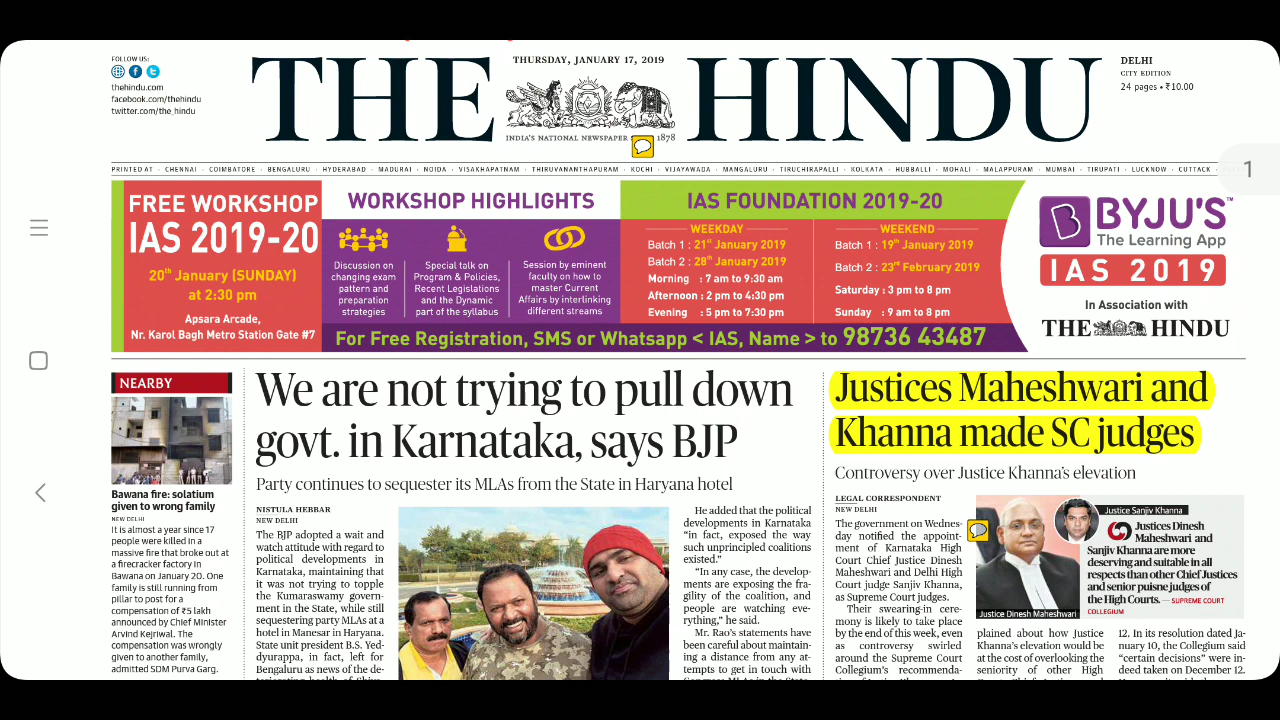 FOLLOW US:
thehindu.com
facebook.com/thehindu
twitter.com/the_hindu
THURSDAY, JANUARY 17, 2019
THE HINDU
INDIA'S NATIONAL NEWSPAPER
1878
DELHI
CITY EDITION
24 pages • ₹10.00
1
PRINTED AT · CHENNAI · COIMBATORE · BENGALURU · HYDERABAD · MADURAI · NOIDA · VISAKHAPATNAM · THIRUVANANTHAPURAM · KOCHI · VIJAYAWADA · MANGALURU · TIRUCHIRAPALLI · KOLKATA · HUBBALLI · MOHALI · MALAPPURAM · MUMBAI · TIRUPATI · LUCKNOW · CUTTACK ·
FREE WORKSHOP
IAS 2019-20
20th January (SUNDAY)
at 2:30 pm
Apsara Arcade,
Nr. Karol Bagh Metro Station Gate #7
WORKSHOP HIGHLIGHTS
Discussion on
changing exam
pattern and
preparation
strategies
Special talk on
Program & Policies,
Recent Legislations
and the Dynamic
part of the syllabus
Session by eminent
faculty on how to
master Current
Affairs by interlinking
different streams
IAS FOUNDATION 2019-20
WEEKDAY
Batch 1 : 21st January 2019
Batch 2 : 28th January 2019
Morning : 7 am to 9:30 am
Afternoon : 2 pm to 4:30 pm
Evening : 5 pm to 7:30 pm
WEEKEND
Batch 1 : 19th January 2019
Batch 2 : 23rd February 2019
Saturday : 3 pm to 8 pm
Sunday : 9 am to 8 pm
For Free Registration, SMS or Whatsapp < IAS, Name > to 98736 43487
BYJU'S™
The Learning App
IAS 2019
In Association with
THE HINDU
NEARBY
Bawana fire: solatium
given to wrong family
NEW DELHI
It is almost a year since 17
people were killed in a
massive fire that broke out at
a firecracker factory in
Bawana on January 20. One
family is still running from
pillar to post for a
compensation of ₹5 lakh
announced by Chief Minister
Arvind Kejriwal. The
compensation was wrongly
given to another family,
admitted SDM Purva Garg.
We are not trying to pull down
govt. in Karnataka, says BJP
Party continues to sequester its MLAs from the State in Haryana hotel
NISTULA HEBBAR
NEW DELHI
The BJP adopted a wait and
watch attitude with regard to
political developments in
Karnataka, maintaining that
it was not trying to topple
the Kumaraswamy govern-
ment in the State, while still
sequestering party MLAs at a
hotel in Manesar in Haryana.
State unit president B.S. Yed-
dyurappa, in fact, left for
Bengaluru as news of the de-
He added that the political
developments in Karnataka
"in fact, exposed the way
such unprincipled coalitions
existed."
"In any case, the develop-
ments are exposing the fra-
gility of the coalition, and
people are watching eve-
rything," he said.
Mr. Rao's statements have
been careful about maintain-
ing a distance from any at-
tempts to get in touch with
Justices Maheshwari and
Khanna made SC judges
Controversy over Justice Khanna's elevation
LEGAL CORRESPONDENT
NEW DELHI
The government on Wednes-
day notified the appoint-
ment of Karnataka High
Court Chief Justice Dinesh
Maheshwari and Delhi High
Court judge Sanjiv Khanna,
as Supreme Court judges.
Their swearing-in cere-
mony is likely to take place
by the end of this week, even
as controversy swirled
around the Supreme Court
Collegium's recommenda-
Justice Sanjiv Khanna
Justice Dinesh Maheshwari
Justices Dinesh
Maheshwari and
Sanjiv Khanna are more
deserving and suitable in all
respects than other Chief Justices
and senior puisne judges of
the High Courts. — SUPREME COURT
COLLEGIUM
plained about how Justice
Khanna's elevation would be
at the cost of overlooking the
seniority of other High
12. In its resolution dated Ja-
nuary 10, the Collegium said
"certain decisions" were in-
deed taken on December 12.